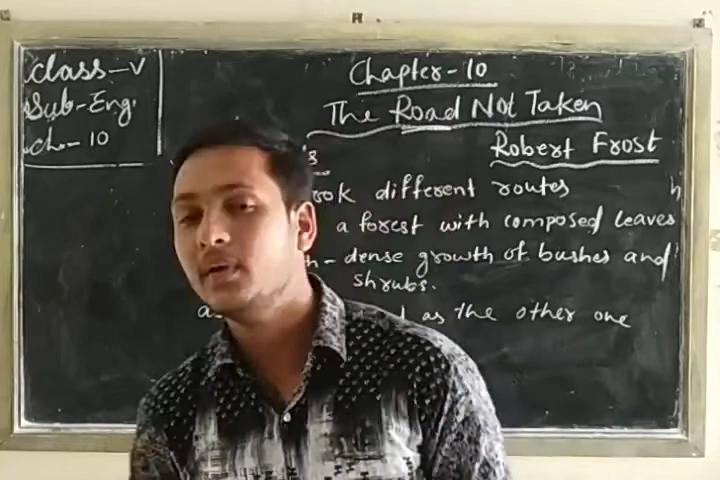 Class-V
Sub-Eng.
Ch-10
Chapter-10
The Road Not Taken
Robert Frost
different routes
a forest with composed leaves
dense growth of bushes and
shrubs.
as the other one